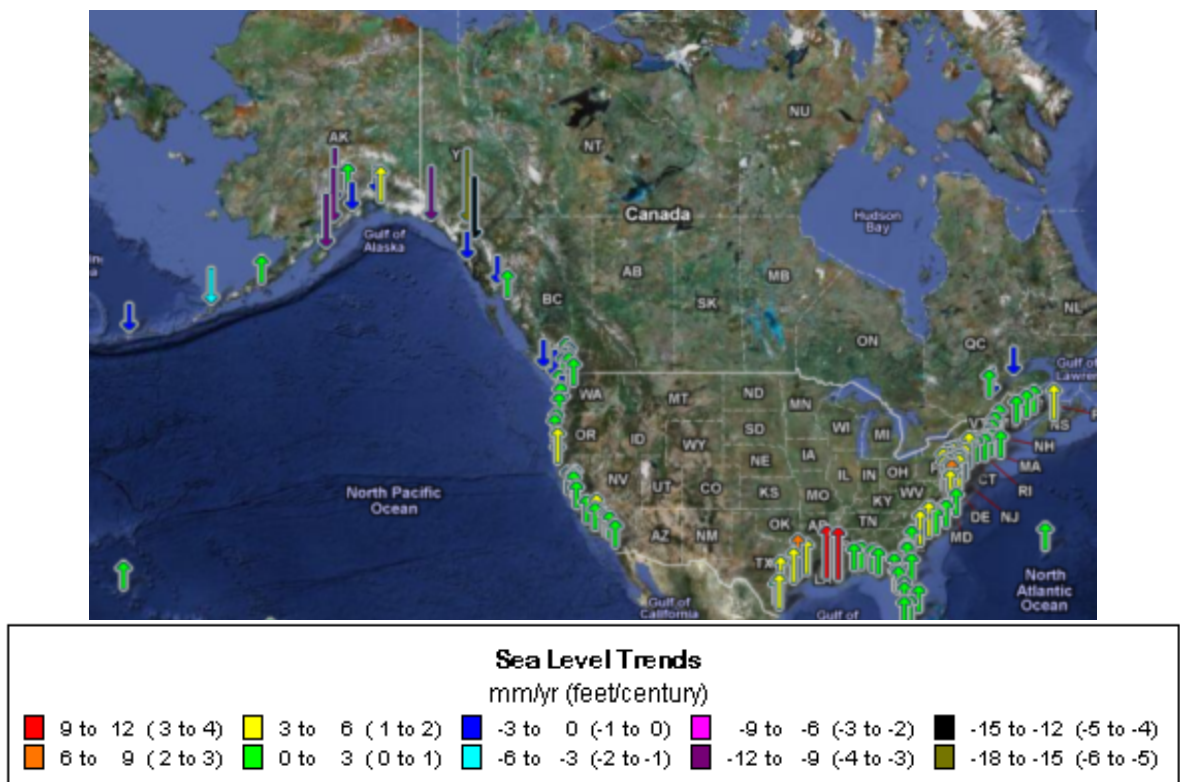 AK
Y
NT
NU
Canada
Hudson
Bay
Gulf of
Alaska
BC
AB
SK
MB
ON
QC
NL
Gulf of
Lawren
WA
MT
ND
MN
OR
ID
WY
SD
WI
MI
VT
NS
NH
MA
NV
UT
CO
NE
IA
IL
IN
OH
CT
RI
KS
MO
KY
WV
DE
NJ
MD
AZ
NM
OK
TN
TX
North Pacific
Ocean
North
Atlantic
Ocean
Gulf of
California
Gulf of
Sea Level Trends
mm/yr (feet/century)
9 to 12 (3 to 4) 3 to 6 (1 to 2) -3 to 0 (-1 to 0) -9 to -6 (-3 to -2) -15 to -12 (-5 to -4)
6 to 9 (2 to 3) 0 to 3 (0 to 1) -6 to -3 (-2 to -1) -12 to -9 (-4 to -3) -18 to -15 (-6 to -5)